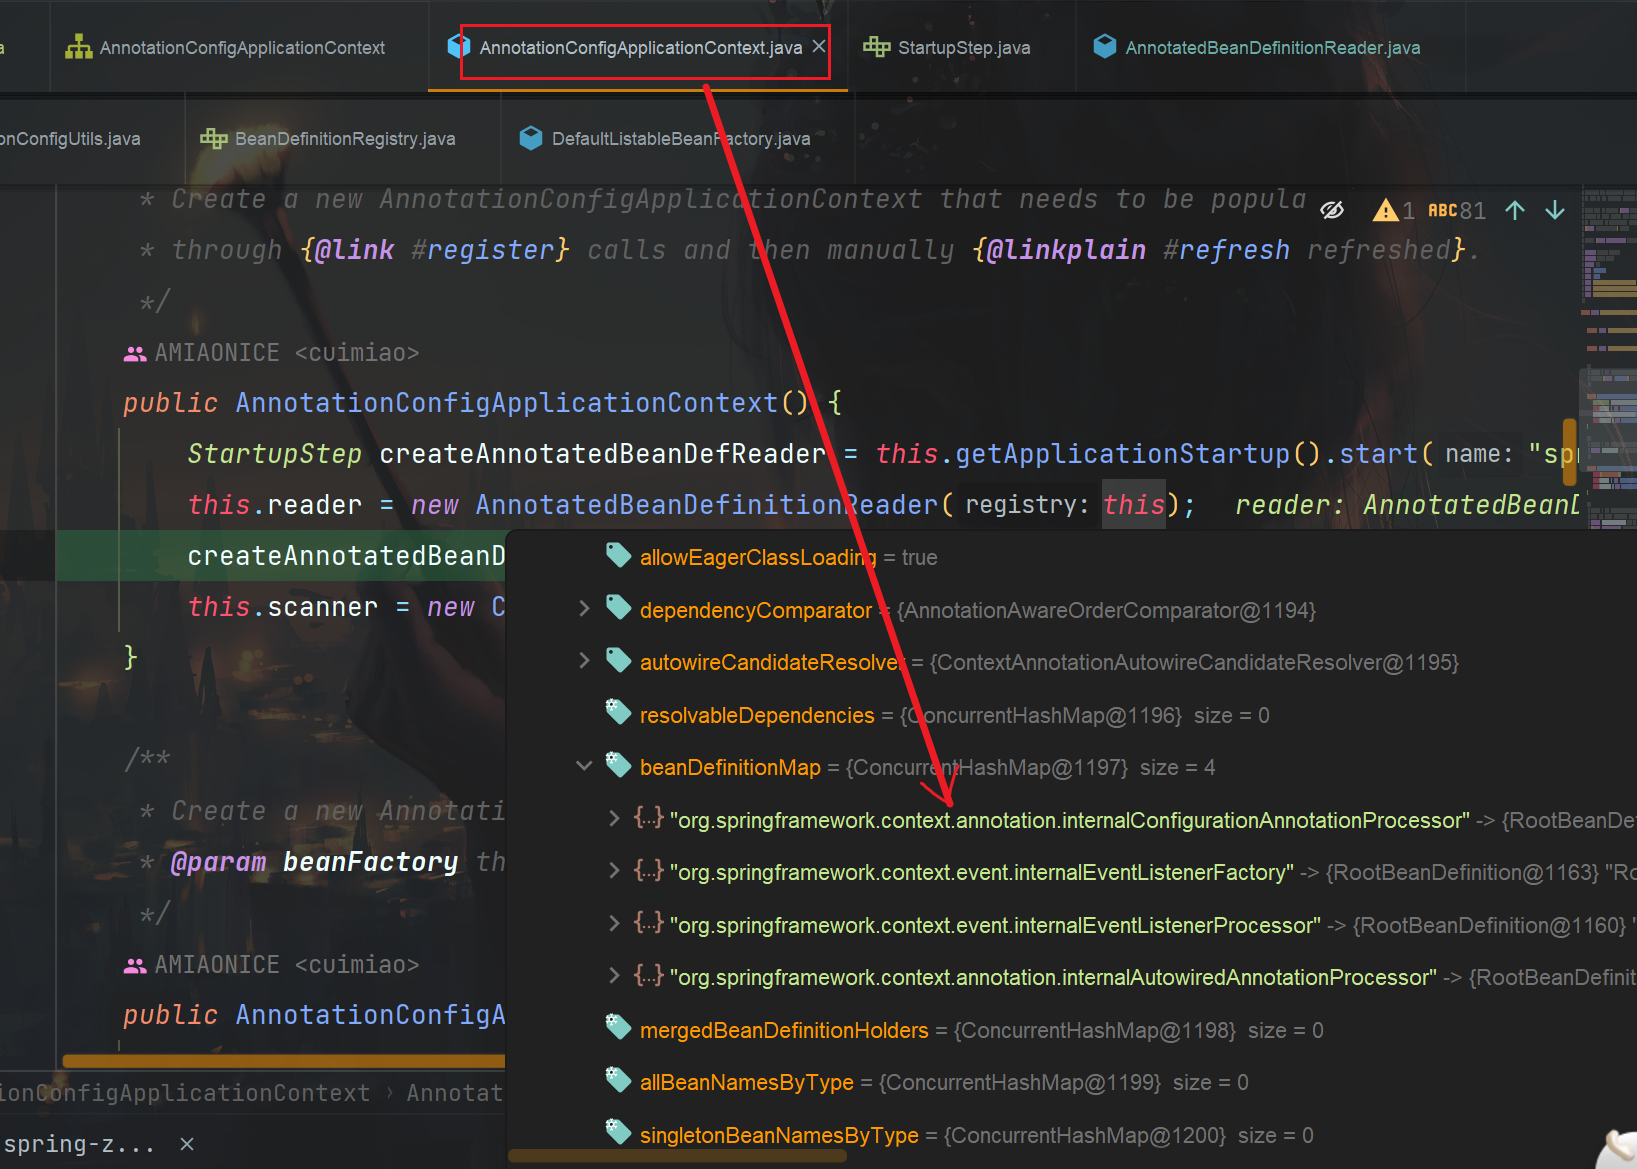 a
AnnotationConfigApplicationContext
AnnotationConfigApplicationContext.java
StartupStep.java
AnnotatedBeanDefinitionReader.java
onConfigUtils.java
BeanDefinitionRegistry.java
DefaultListableBeanFactory.java
* Create a new AnnotationConfigApplicationContext that needs to be popula
1 ABC 81
* through {@link #register} calls and then manually {@linkplain #refresh refreshed}.
*/
AMIAONICE <cuimiao>
public AnnotationConfigApplicationContext() {
StartupStep createAnnotatedBeanDefReader = this.getApplicationStartup().start( name: "spr
this.reader = new AnnotatedBeanDefinitionReader( registry: this); reader: AnnotatedBeanD
createAnnotatedBeanD
this.scanner = new C
}
/**
* Create a new Annotati
* @param beanFactory th
*/
AMIAONICE <cuimiao>
public AnnotationConfigA
allowEagerClassLoading = true
dependencyComparator = {AnnotationAwareOrderComparator@1194}
autowireCandidateResolver = {ContextAnnotationAutowireCandidateResolver@1195}
resolvableDependencies = {ConcurrentHashMap@1196} size = 0
beanDefinitionMap = {ConcurrentHashMap@1197} size = 4
{...} "org.springframework.context.annotation.internalConfigurationAnnotationProcessor" -> {RootBeanDef
{...} "org.springframework.context.event.internalEventListenerFactory" -> {RootBeanDefinition@1163} "Ro
{...} "org.springframework.context.event.internalEventListenerProcessor" -> {RootBeanDefinition@1160} "
{...} "org.springframework.context.annotation.internalAutowiredAnnotationProcessor" -> {RootBeanDefinit
mergedBeanDefinitionHolders = {ConcurrentHashMap@1198} size = 0
allBeanNamesByType = {ConcurrentHashMap@1199} size = 0
singletonBeanNamesByType = {ConcurrentHashMap@1200} size = 0
ionConfigApplicationContext › Annotat
spring-z... ×